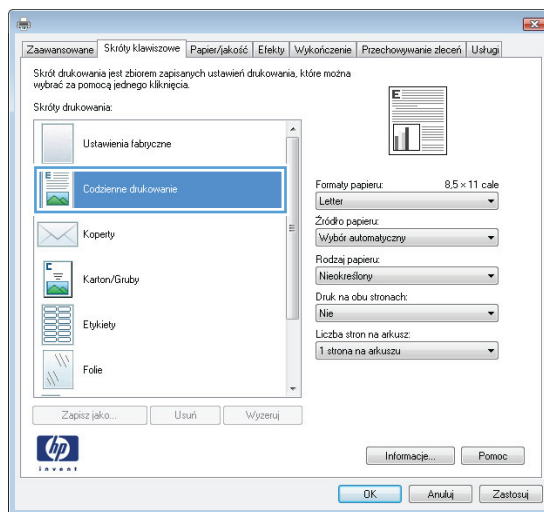 Zaawansowane Skróty klawiszowe Papier/jakość Efekty Wykończenie Przechowywanie zleceń Usługi
Skrót drukowania jest zbiorem zapisanych ustawień drukowania, które można
wybrać za pomocą jednego kliknięcia.
Skróty drukowania:
Ustawienia fabryczne
Codzienne drukowanie
Koperty
Karton/Gruby
Etykiety
Folie
Zapisz jako... Usuń Wyzeruj
E
Formaty papieru: 8,5 × 11 cale
Letter
Źródło papieru:
Wybór automatyczny
Rodzaj papieru:
Nieokreślony
Druk na obu stronach:
Nie
Liczba stron na arkusz:
1 strona na arkuszu
hp
invent
Informacje... Pomoc
OK Anuluj Zastosuj